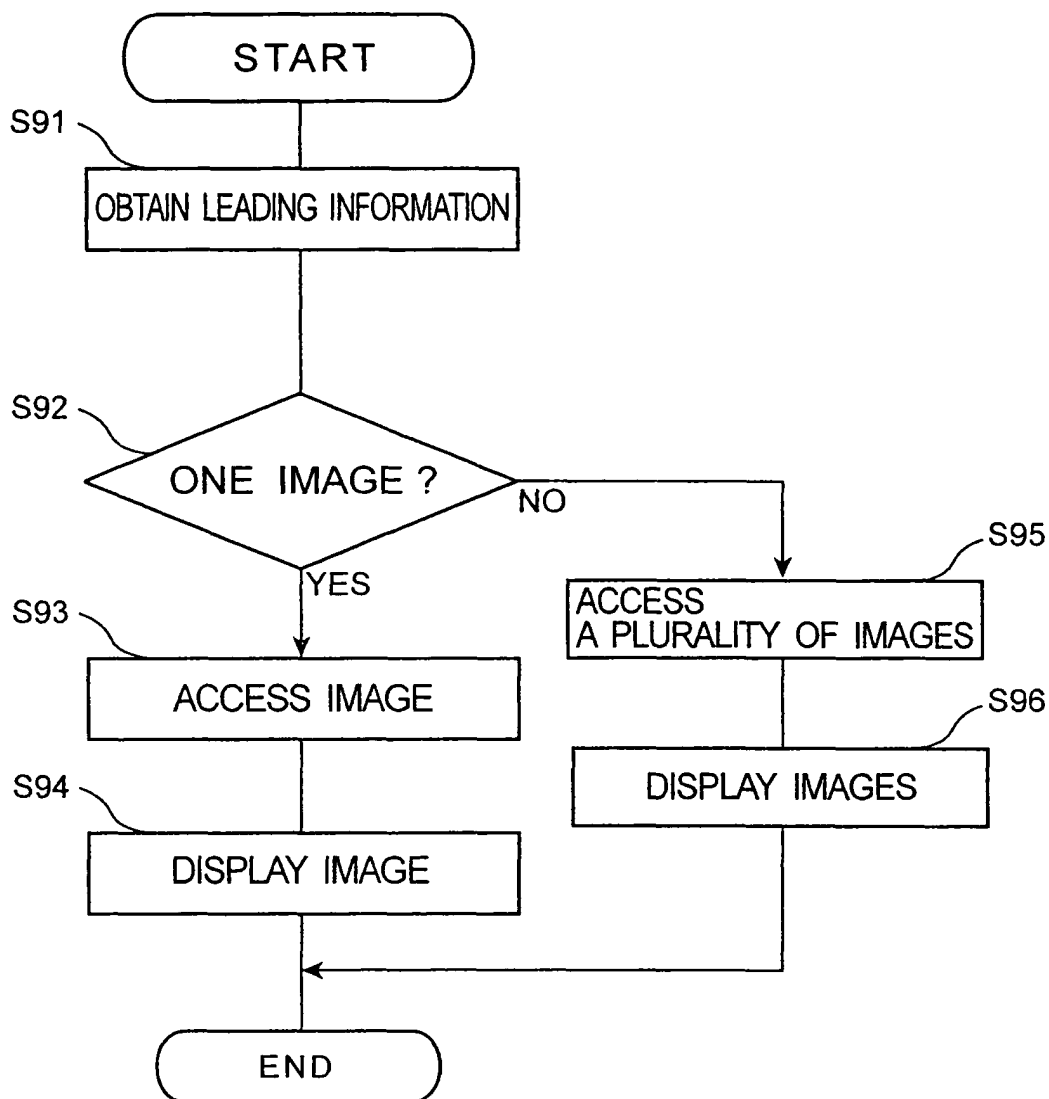 START
S91
OBTAIN LEADING INFORMATION
S92
ONE IMAGE ?
NO
YES
S93
ACCESS IMAGE
S94
DISPLAY IMAGE
S95
ACCESS
A PLURALITY OF IMAGES
S96
DISPLAY IMAGES
END